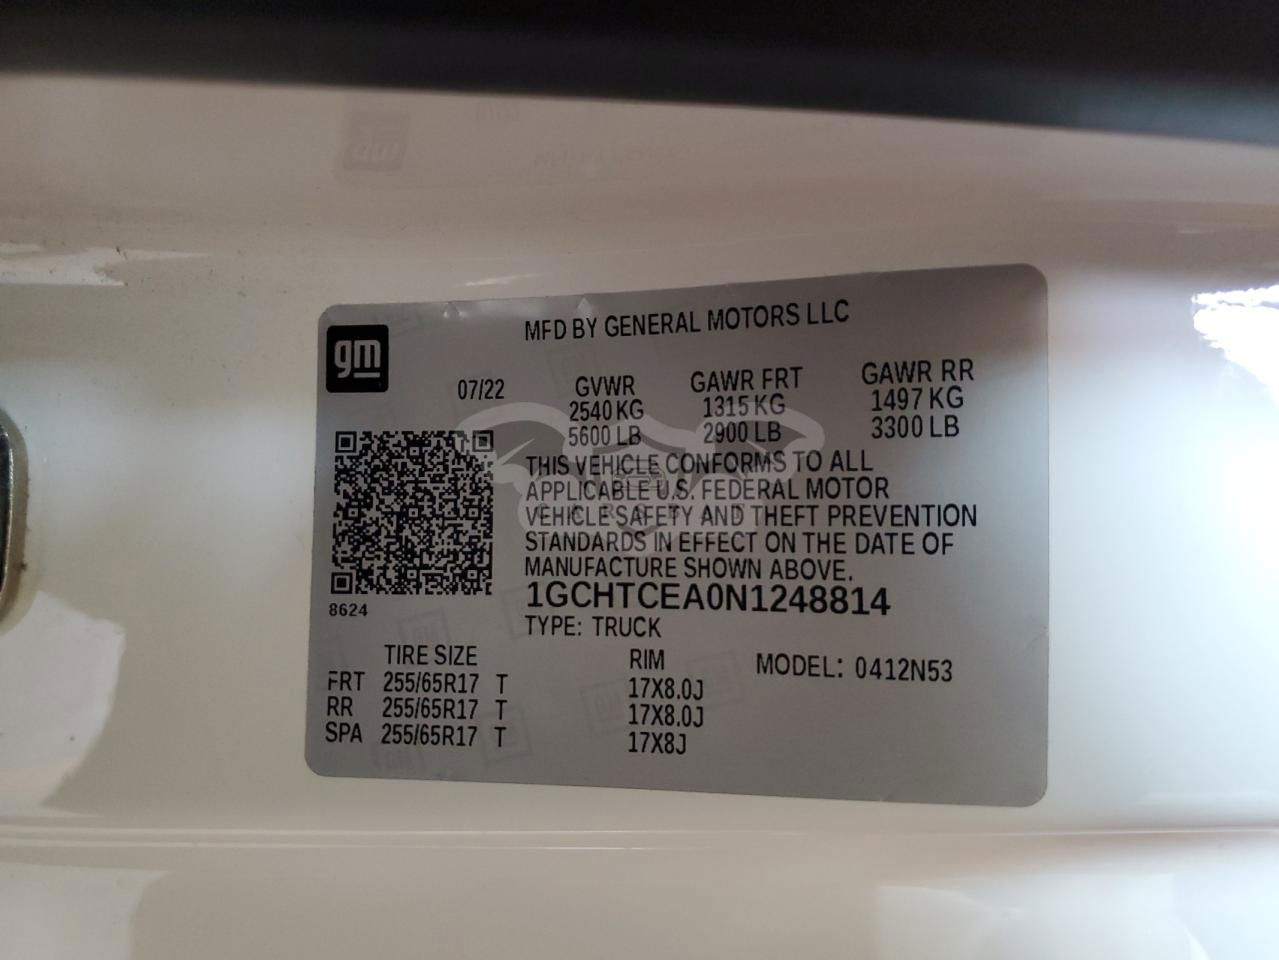 MFD BY GENERAL MOTORS LLC
gm
07/22 GVWR GAWR FRT GAWR RR
2540 KG 1315 KG 1497 KG
5600 LB 2900 LB 3300 LB
THIS VEHICLE CONFORMS TO ALL
APPLICABLE U.S. FEDERAL MOTOR
VEHICLE SAFETY AND THEFT PREVENTION
STANDARDS IN EFFECT ON THE DATE OF
MANUFACTURE SHOWN ABOVE.
1GCHTCEA0N1248814
8624
TYPE: TRUCK
TIRE SIZE RIM MODEL: 0412N53
FRT 255/65R17 T 17X8.0J
RR 255/65R17 T 17X8.0J
SPA 255/65R17 T 17X8J